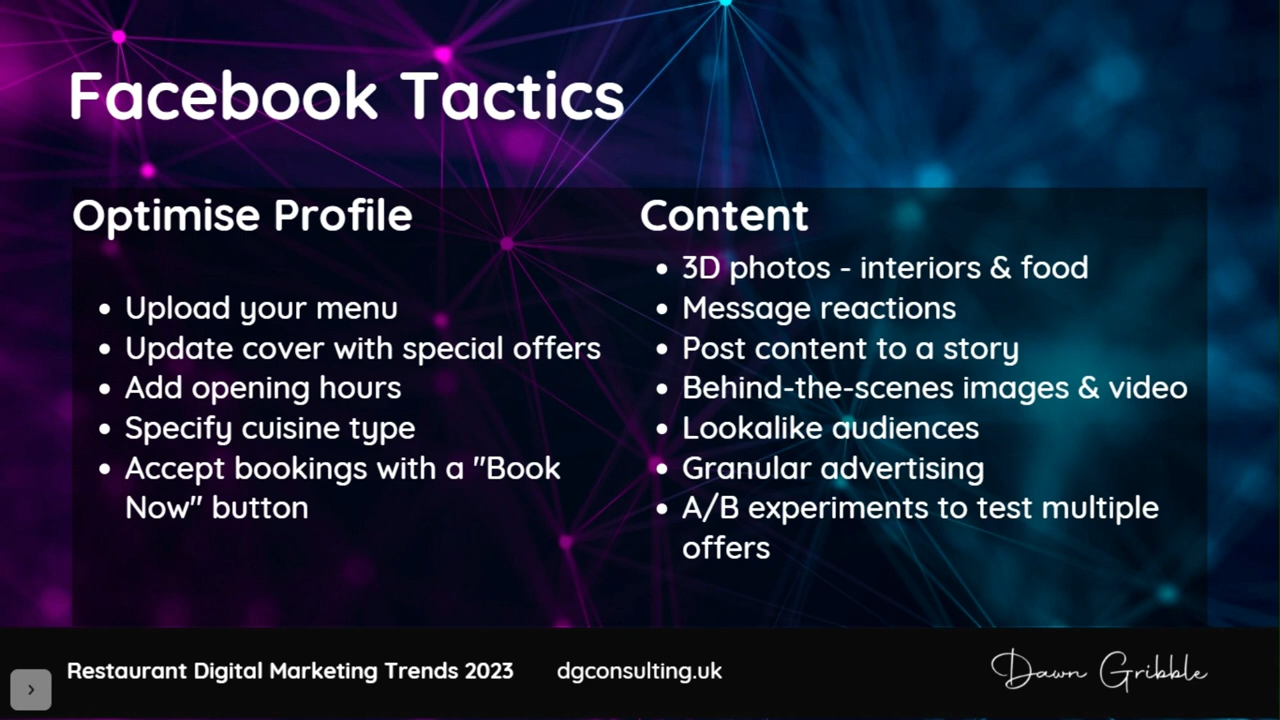 Facebook Tactics
Optimise Profile
• Upload your menu
• Update cover with special offers
• Add opening hours
• Specify cuisine type
• Accept bookings with a "Book
Now" button
Content
• 3D photos - interiors & food
• Message reactions
• Post content to a story
• Behind-the-scenes images & video
• Lookalike audiences
• Granular advertising
• A/B experiments to test multiple
offers
Restaurant Digital Marketing Trends 2023
dgconsulting.uk
Dawn Gribble